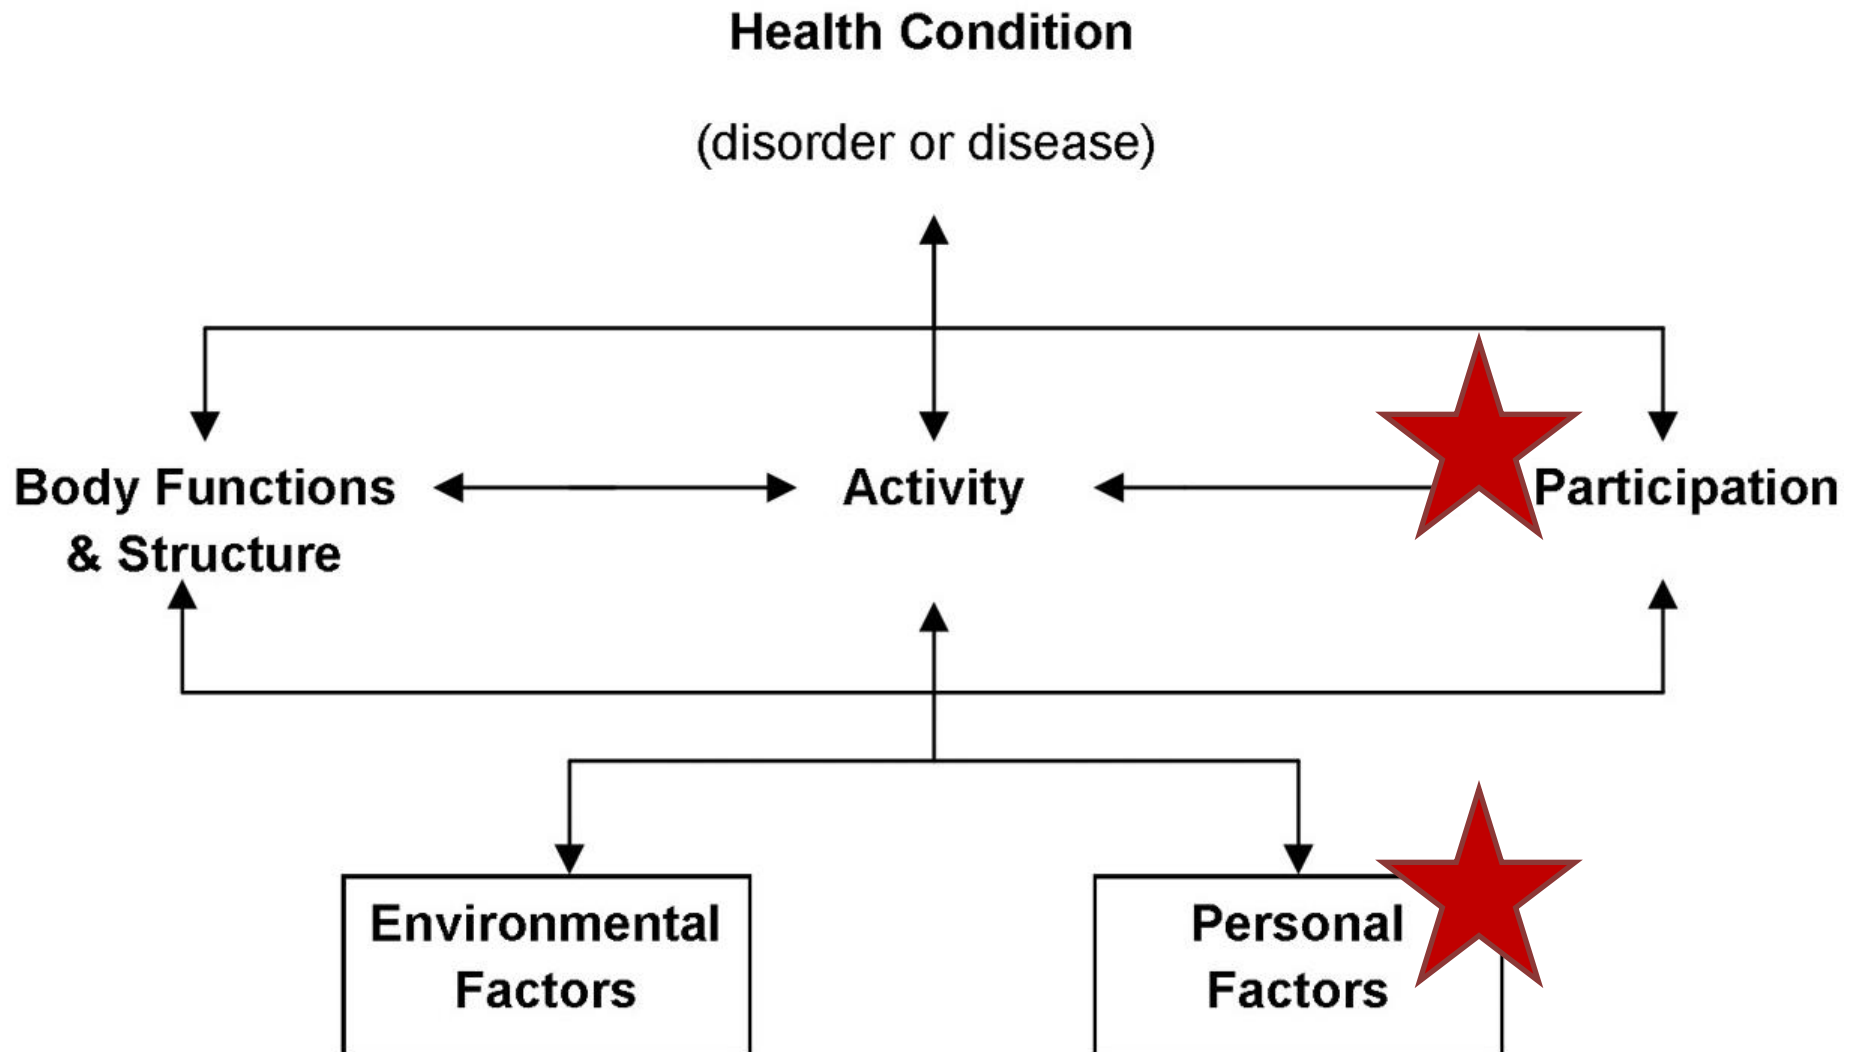 Health Condition
(disorder or disease)
Body Functions
& Structure
Activity
Participation
Environmental
Factors
Personal
Factors